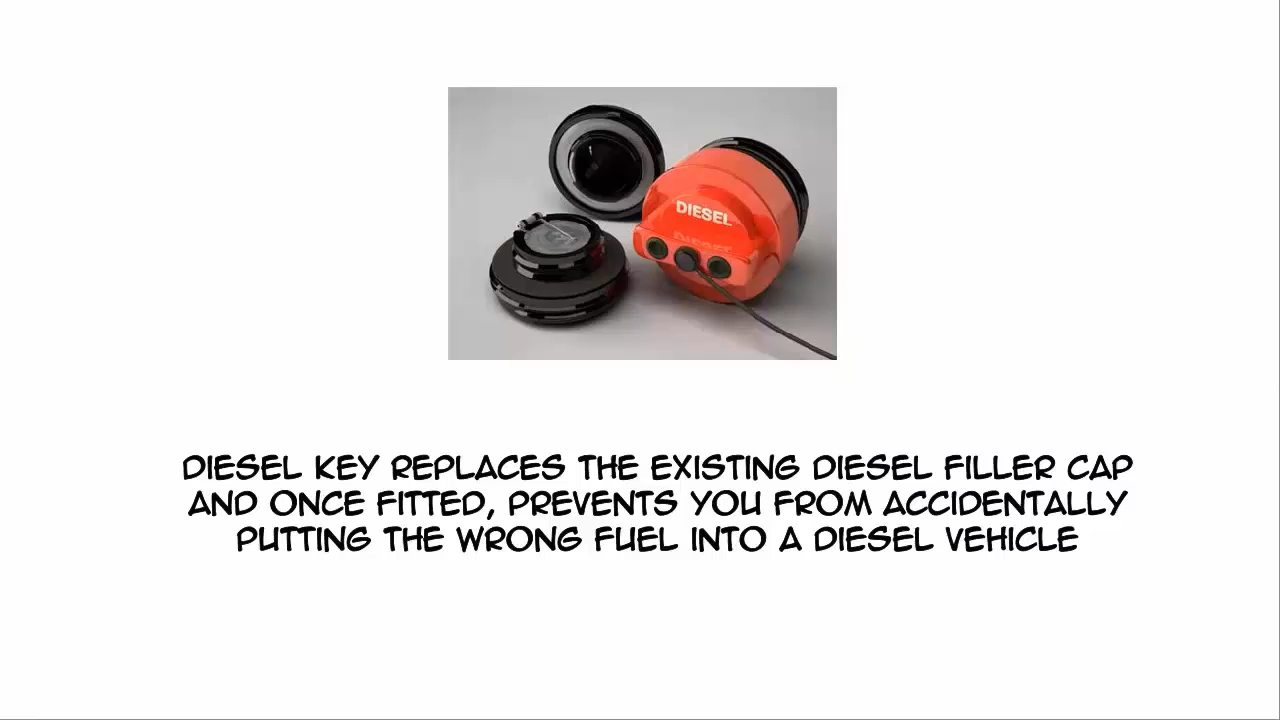 DIESEL
DIESEL KEY REPLACES THE EXISTING DIESEL FILLER CAP
AND ONCE FITTED, PREVENTS YOU FROM ACCIDENTALLY
PUTTING THE WRONG FUEL INTO A DIESEL VEHICLE